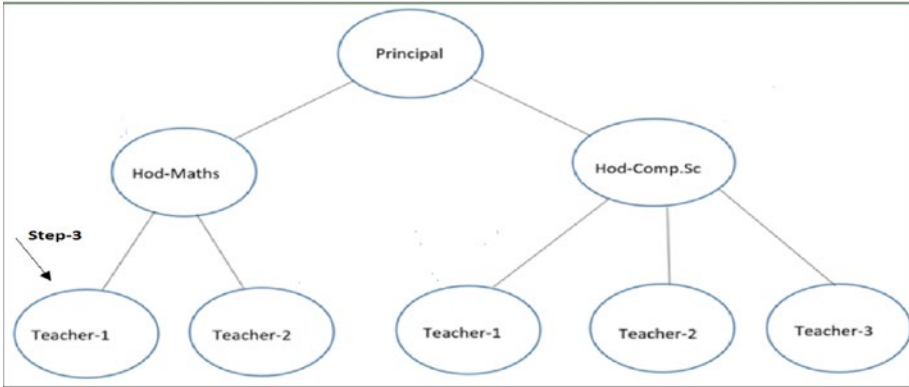 Principal
Hod-Maths
Hod-Comp.Sc
Step-3
Teacher-1
Teacher-2
Teacher-1
Teacher-2
Teacher-3